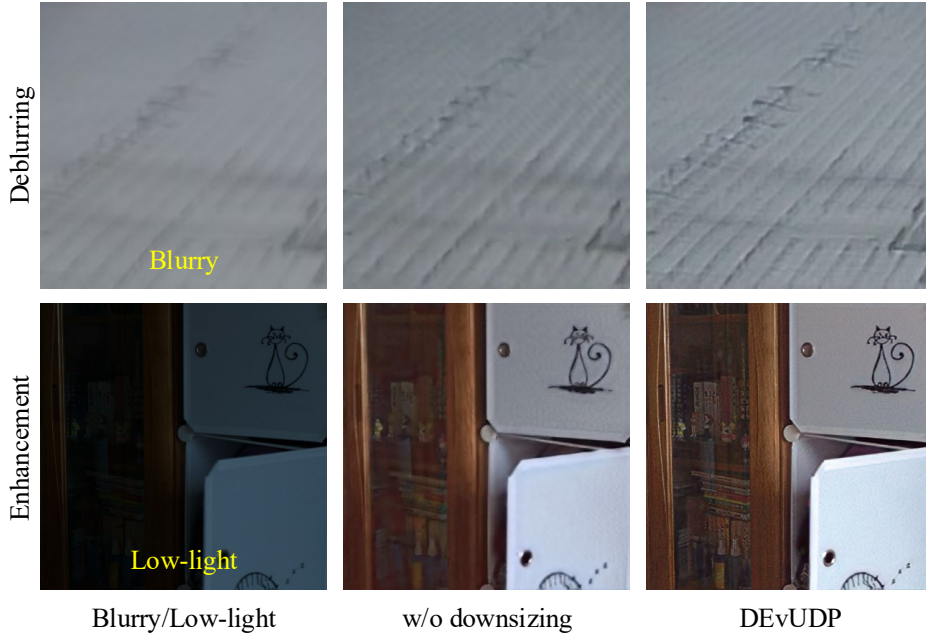 Deblurring
Blurry
Enhancement
Low-light
Blurry/Low-light
w/o downsizing
DEvUDP